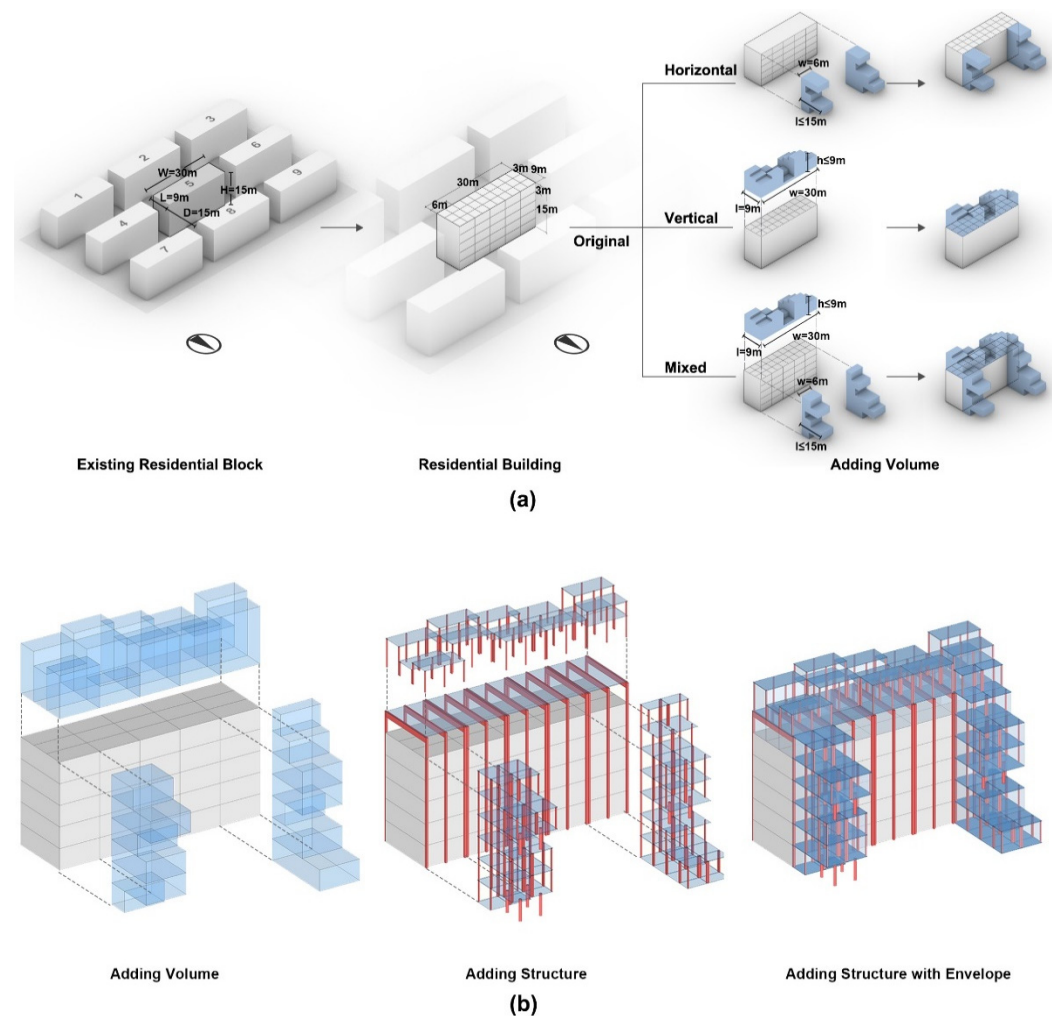 1
2
3
4
5
6
7
8
9
W=30m
L=9m
H=15m
D=15m
Existing Residential Block
30m
3m
9m
6m
3m
15m
Residential Building
Original
Horizontal
w=6m
l≤15m
Vertical
h≤9m
l=9m
w=30m
Mixed
h≤9m
l=9m
w=30m
w=6m
l≤15m
Adding Volume
(a)
Adding Volume
Adding Structure
Adding Structure with Envelope
(b)